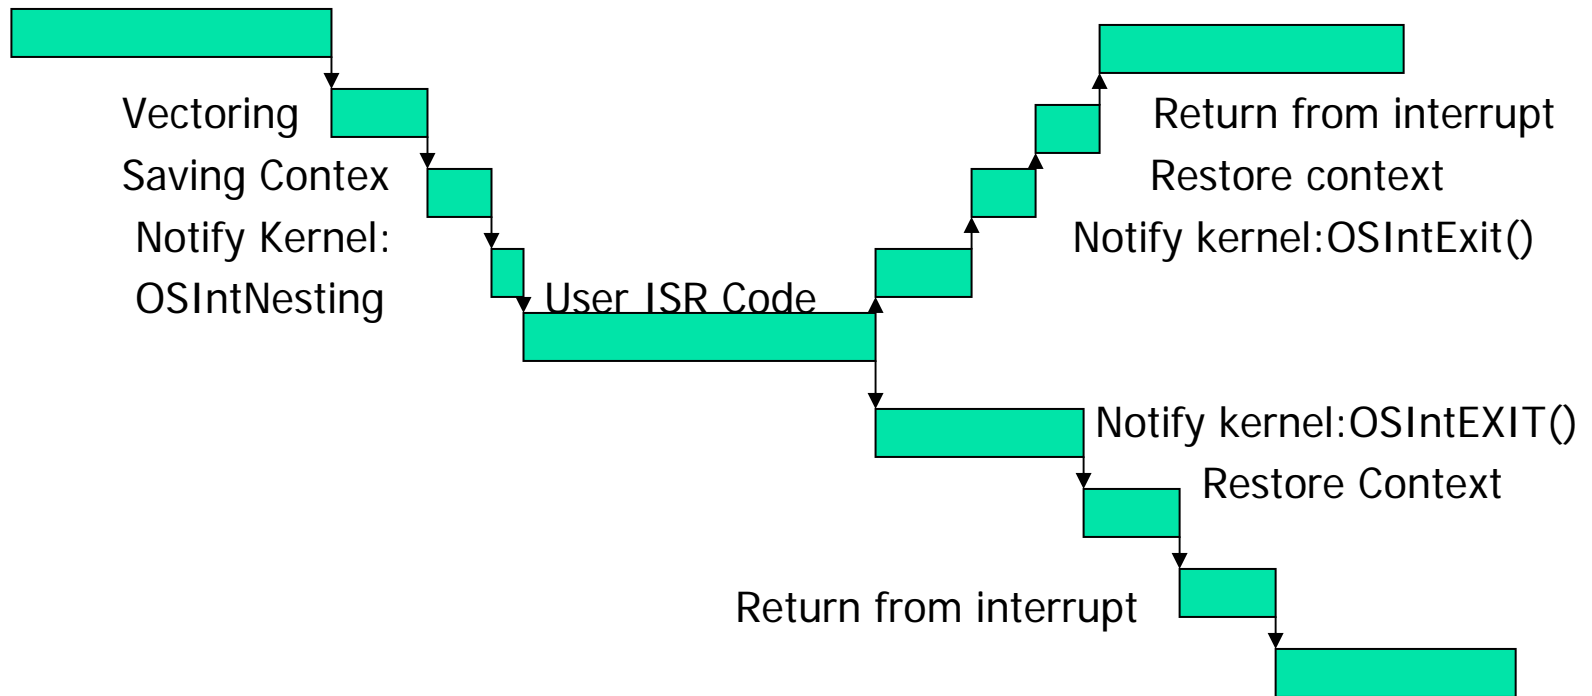 Vectoring
Saving Contex
Notify Kernel:
OSIntNesting
User ISR Code
Return from interrupt
Restore context
Notify kernel:OSIntExit()
Notify kernel:OSIntEXIT()
Restore Context
Return from interrupt